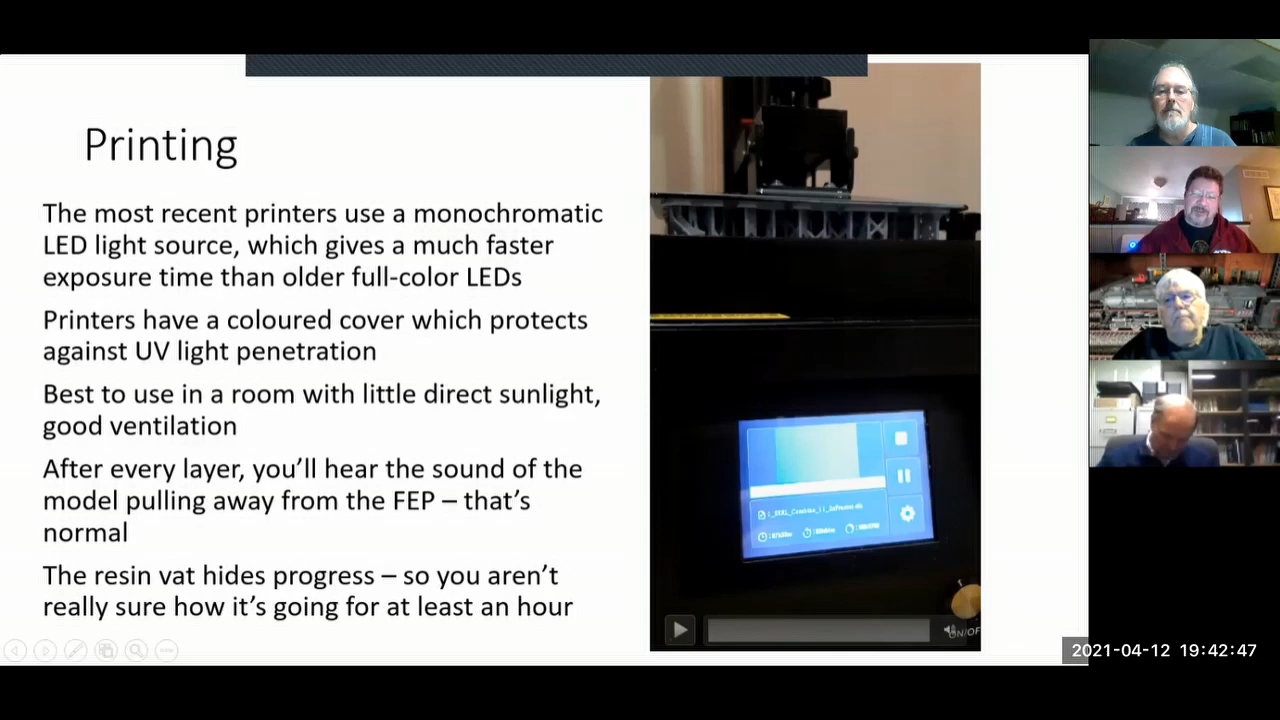 Printing
The most recent printers use a monochromatic
LED light source, which gives a much faster
exposure time than older full-color LEDs
Printers have a coloured cover which protects
against UV light penetration
Best to use in a room with little direct sunlight,
good ventilation
After every layer, you’ll hear the sound of the
model pulling away from the FEP – that’s
normal
The resin vat hides progress – so you aren’t
really sure how it’s going for at least an hour
ON/OFF
2021-04-12 19:42:47